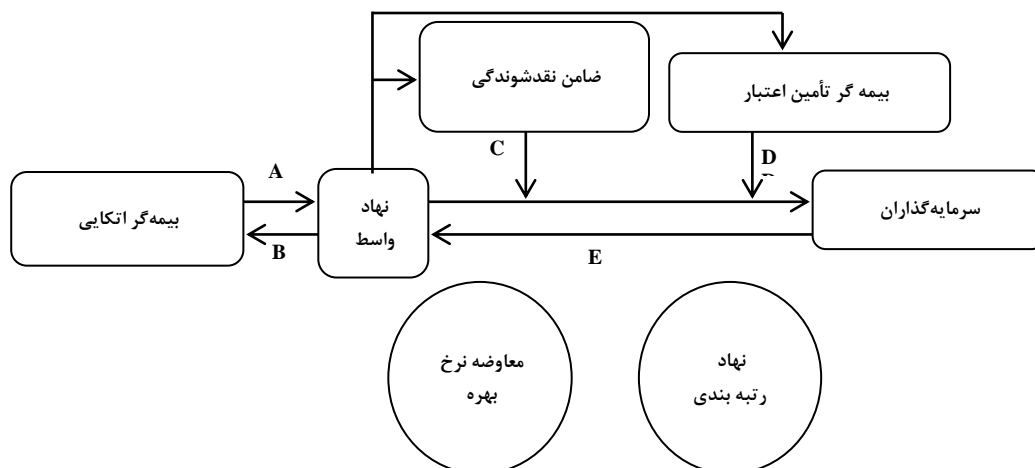 ضامن نقدشوندگی
بیمه گر تأمین اعتبار
C
D
A
بیمه‌گر اتکایی
نهاد
واسط
سرمایه‌گذاران
B
E
معاوضه نرخ
بهره
نهاد
رتبه بندی